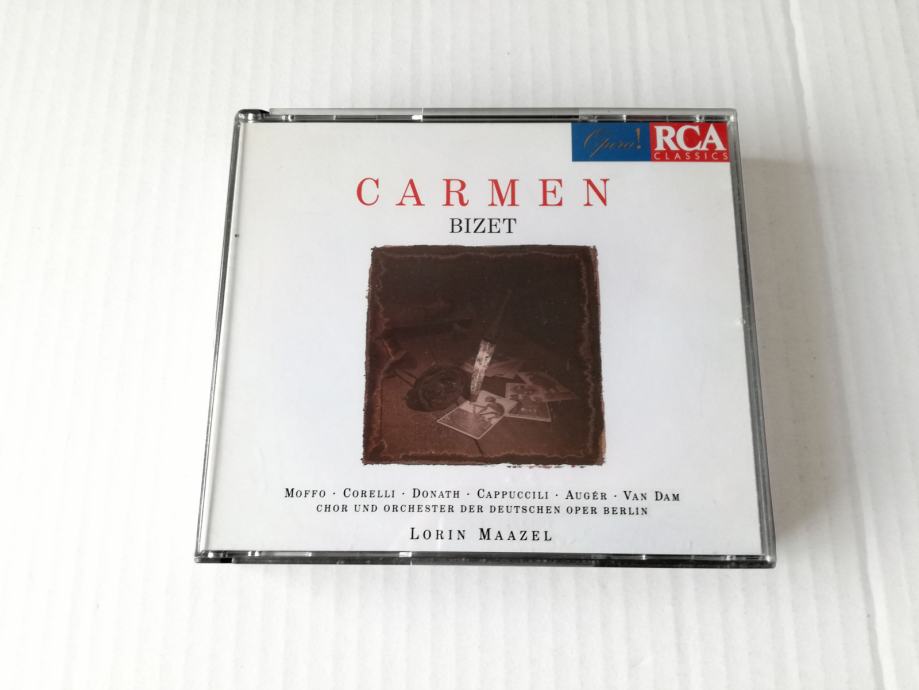 Opera! RCA
CLASSICS
CARMEN
BIZET
MOFFO · CORELLI · DONATH · CAPPUCCILI · AUGÉR · VAN DAM
CHOR UND ORCHESTER DER DEUTSCHEN OPER BERLIN
LORIN MAAZEL